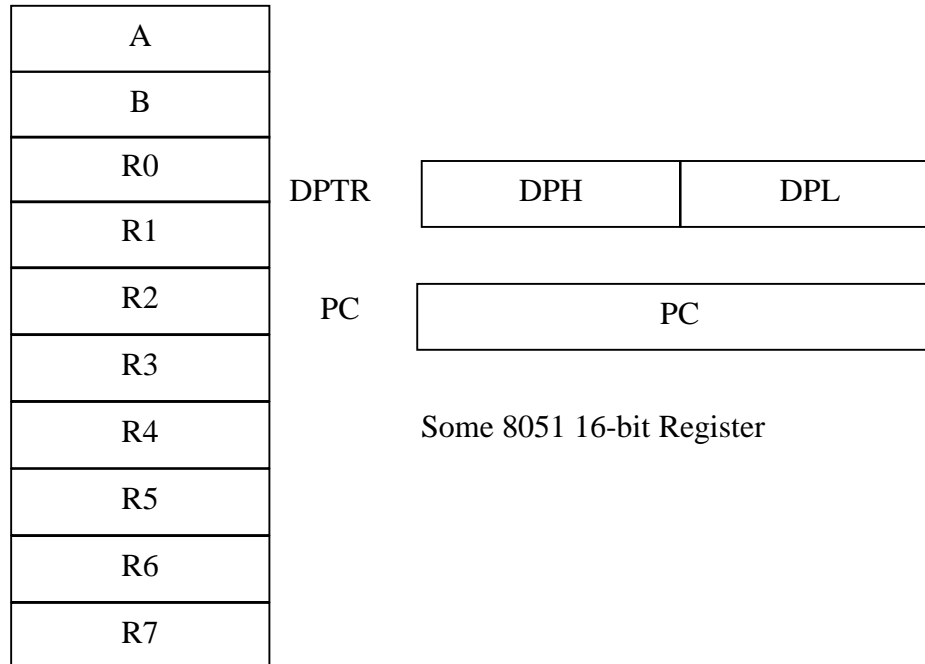 A
B
R0
R1
R2
R3
R4
R5
R6
R7
DPTR
DPH
DPL
PC
PC
Some 8051 16-bit Register